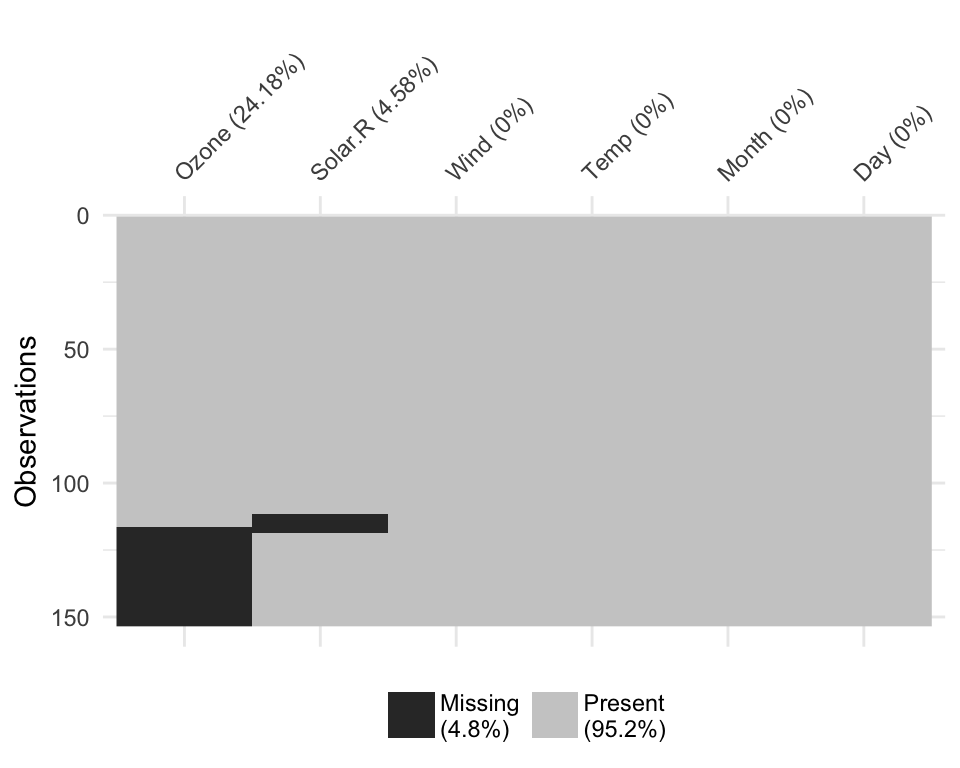 Ozone (24.18%)
Solar.R (4.58%)
Wind (0%)
Temp (0%)
Month (0%)
Day (0%)
0
50
100
150
Observations
Missing
(4.8%)
Present
(95.2%)